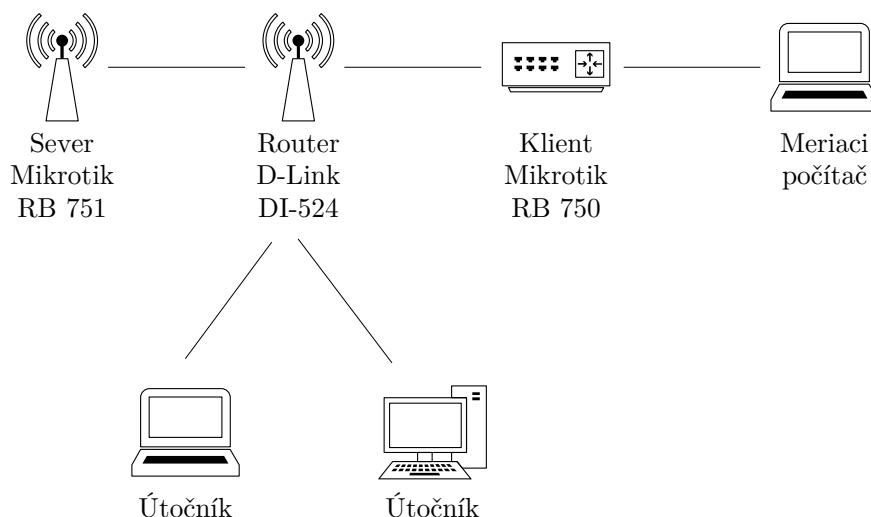 Sever
Mikrotik
RB 751
Router
D-Link
DI-524
Klient
Mikrotik
RB 750
Meriaci
počítač
Útočník
Útočník